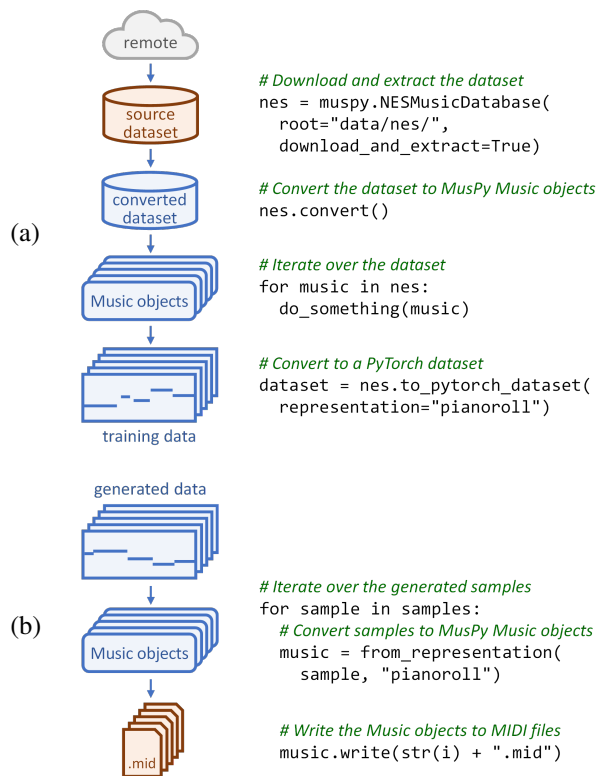 remote
source
dataset
# Download and extract the dataset
nes = muspy.NESMusicDatabase(
root="data/nes/",
download_and_extract=True)
converted
dataset
# Convert the dataset to MusPy Music objects
nes.convert()
(a)
Music objects
# Iterate over the dataset
for music in nes:
do_something(music)
# Convert to a PyTorch dataset
dataset = nes.to_pytorch_dataset(
representation="pianoroll")
training data
generated data
(b)
# Iterate over the generated samples
for sample in samples:
# Convert samples to MusPy Music objects
music = from_representation(
sample, "pianoroll")
Music objects
# Write the Music objects to MIDI files
music.write(str(i) + ".mid")
.mid